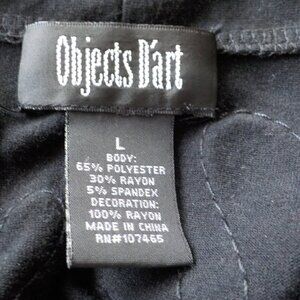 Objects D'art
L
BODY:
65% POLYESTER
30% RAYON
5% SPANDEX
DECORATION:
100% RAYON
MADE IN CHINA
RN#107465